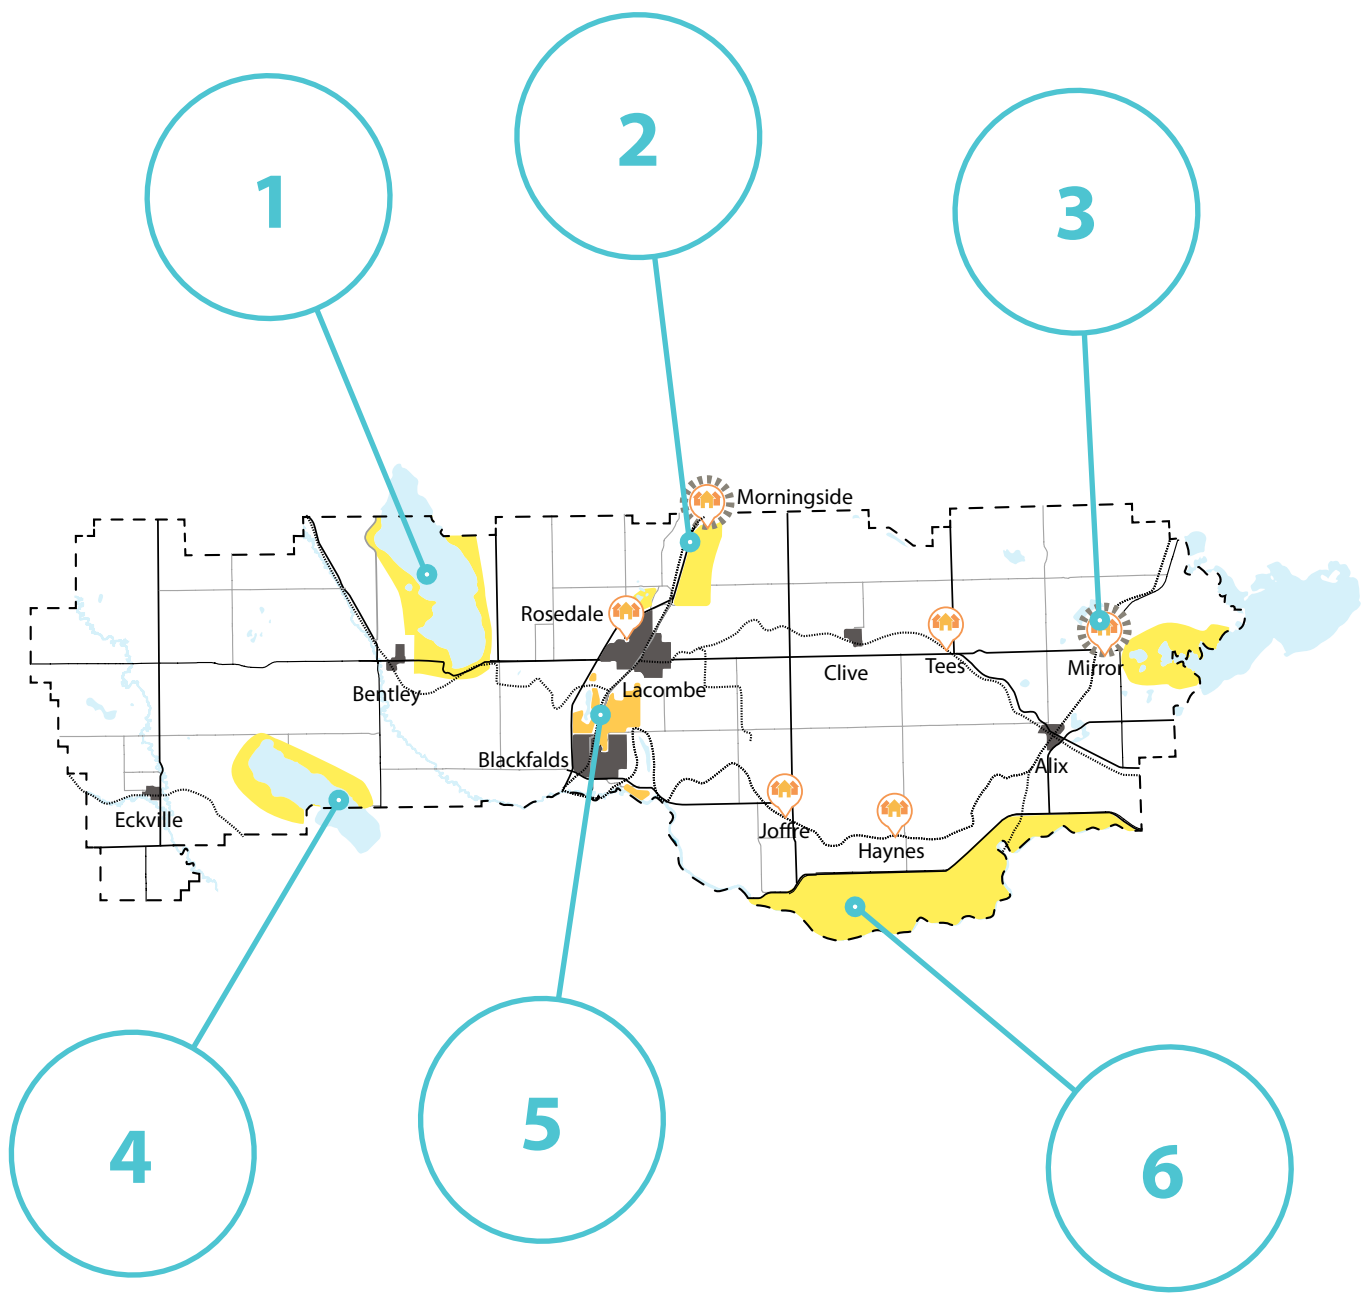 2
1
3
Morningside
Rosedale
Mirror
Tees
Clive
Lacombe
Bentley
Blackfalds
Alix
Eckville
Joffre
Haynes
5
4
6